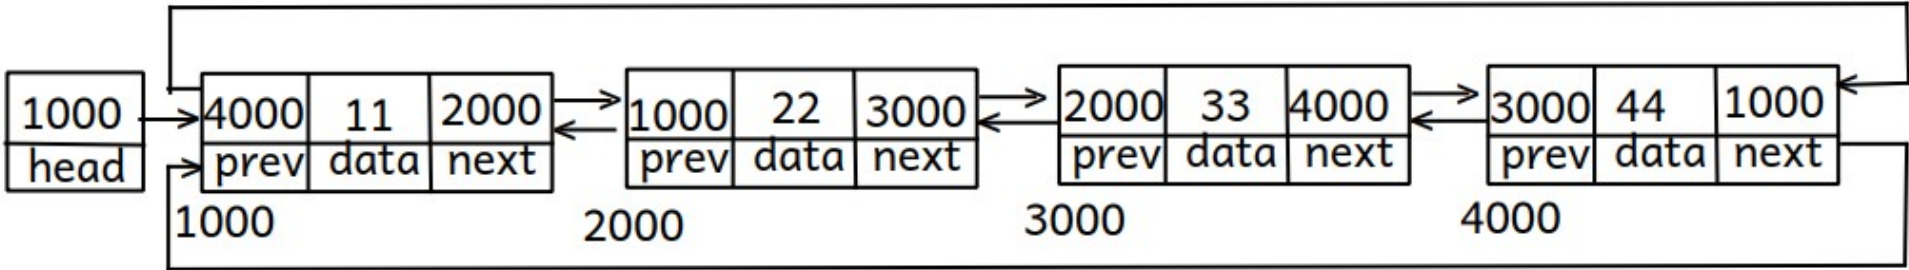 1000 4000 11 2000 1000 22 3000 2000 33 4000 3000 44 1000
head prev data next prev data next prev data next prev data next
1000 2000 3000 4000